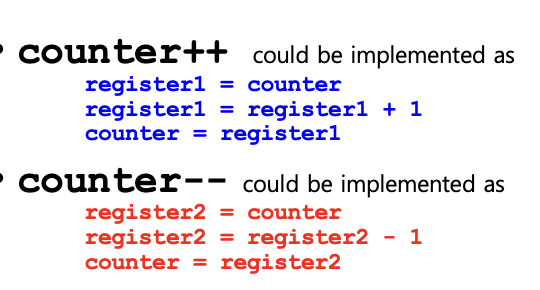 counter++ could be implemented as
register1 = counter
register1 = register1 + 1
counter = register1
counter-- could be implemented as
register2 = counter
register2 = register2 - 1
counter = register2